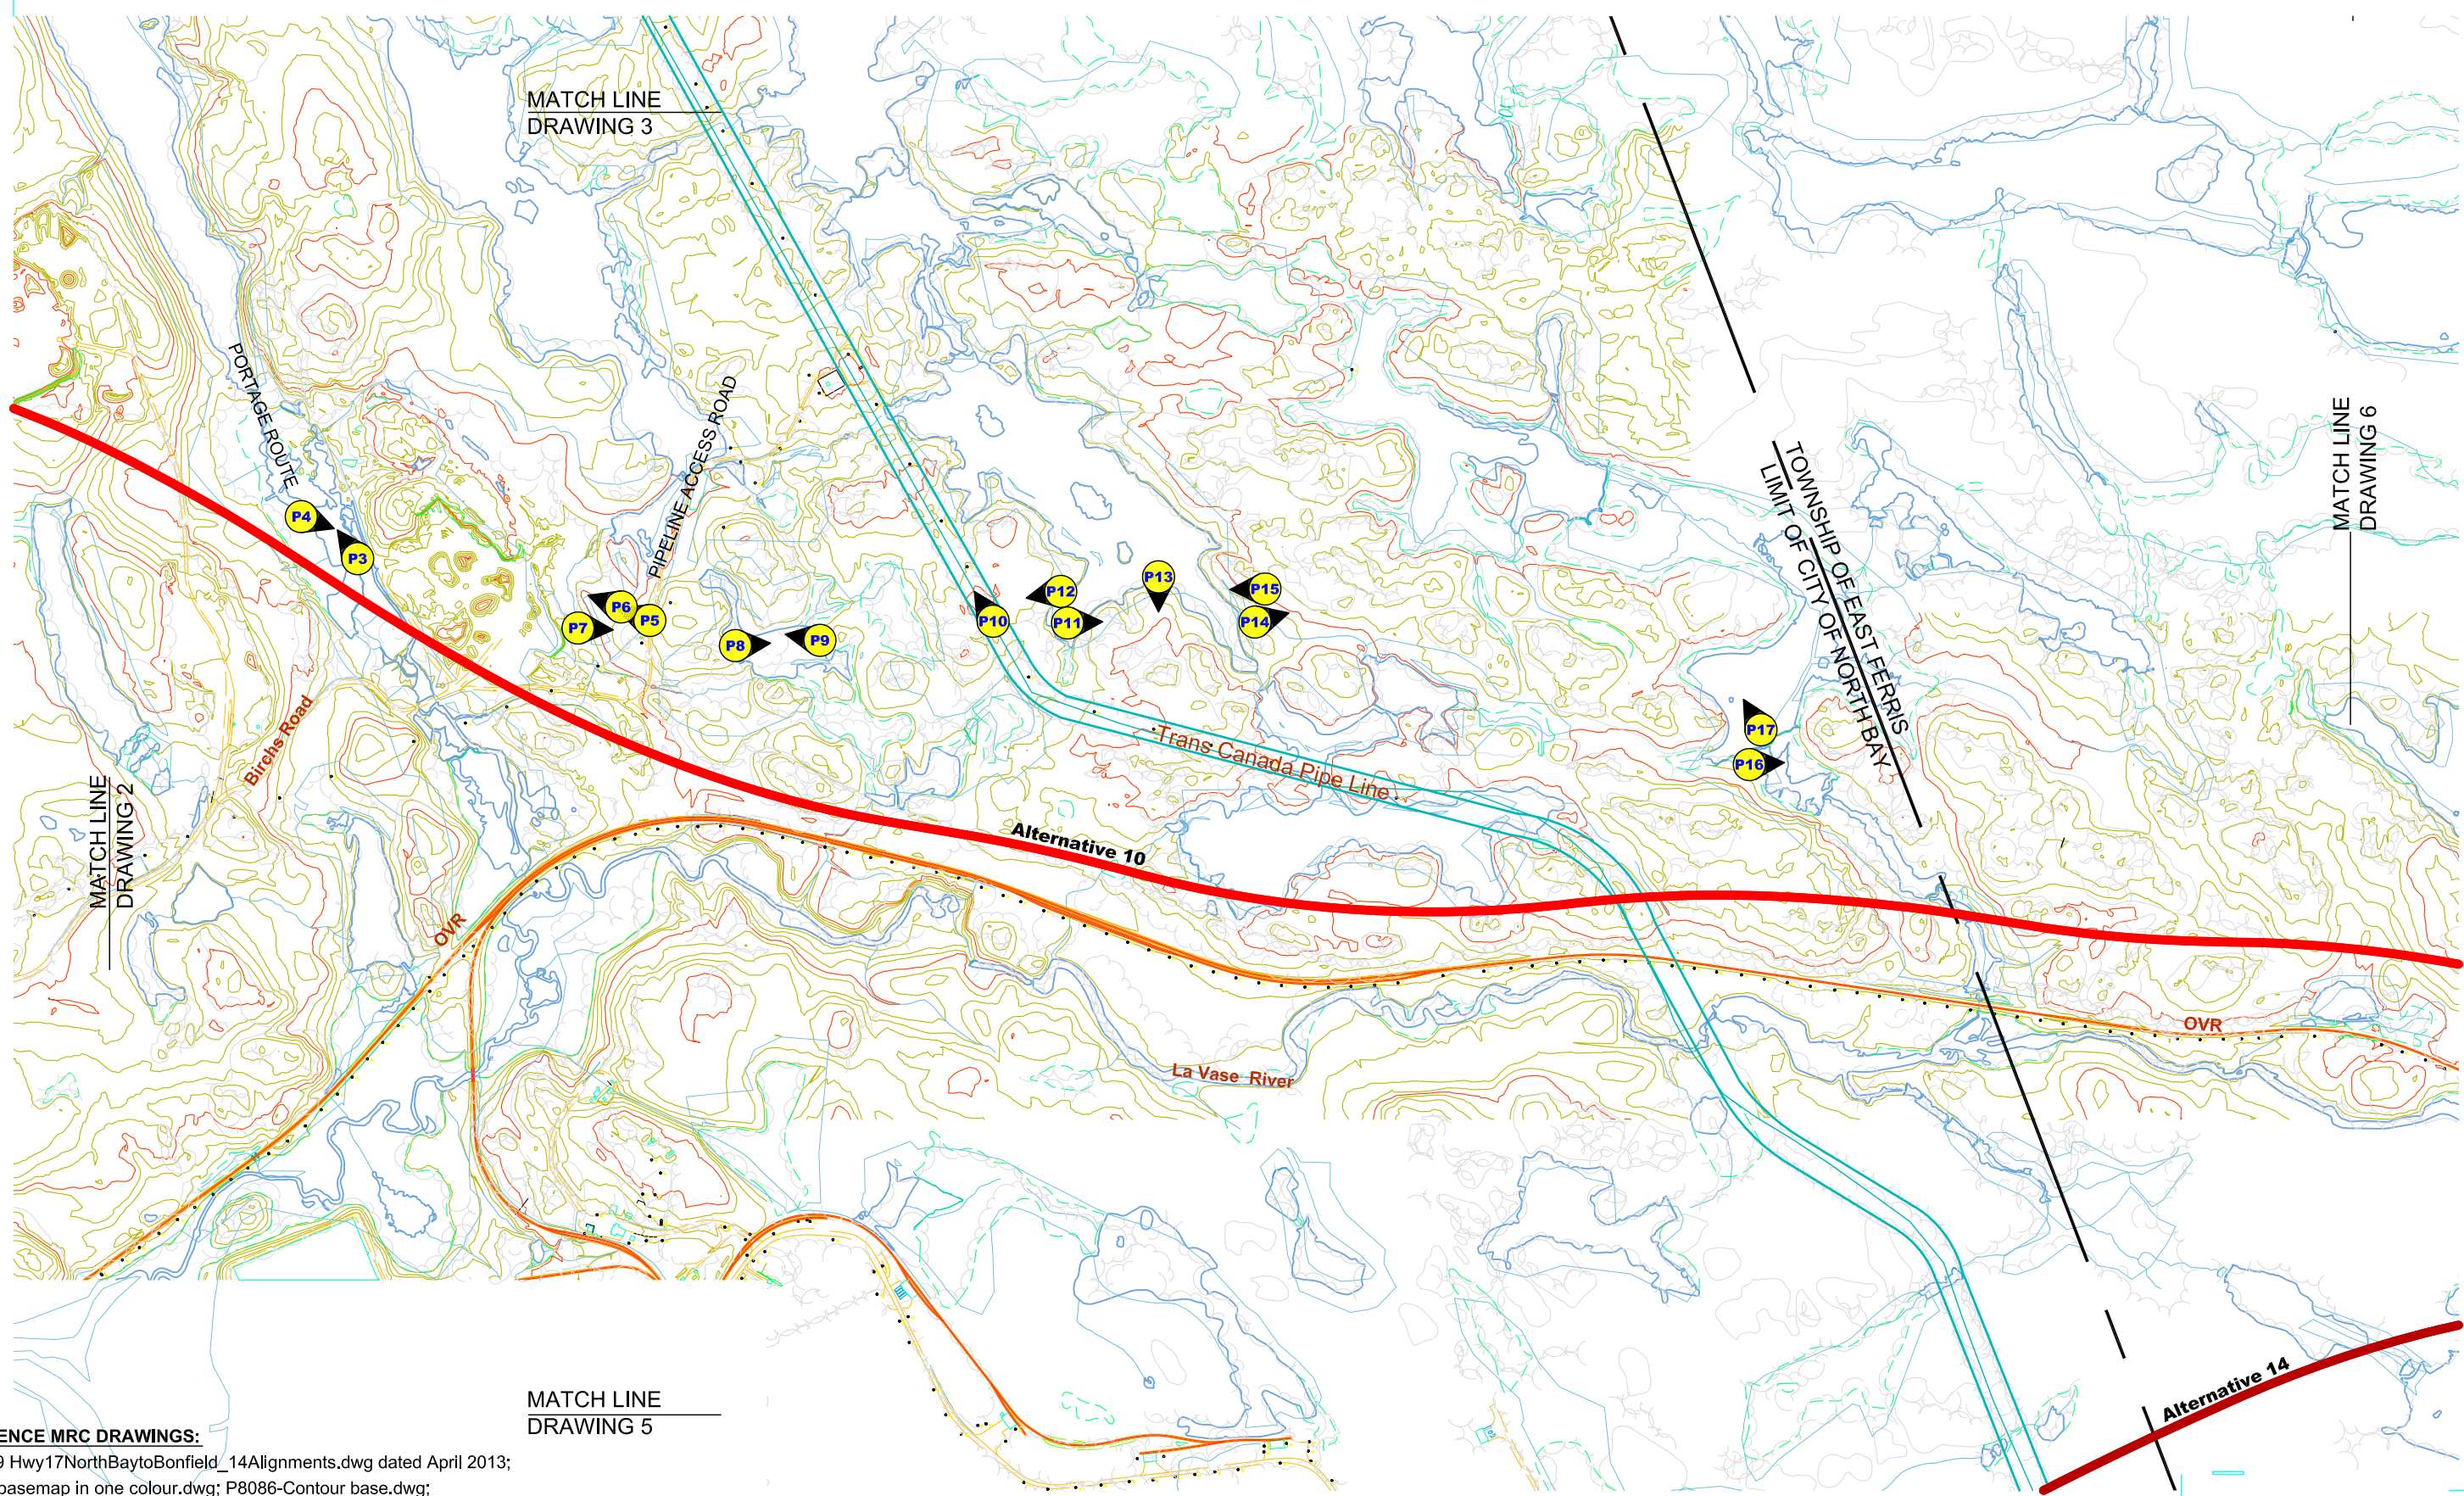 MATCH LINE
DRAWING 3
PORTAGE ROUTE
PIPELINE ACCESS ROAD
MATCH LINE
DRAWING 6
TOWNSHIP OF EAST FERRIS
LIMIT OF CITY OF NORTH BAY
P4
P3
P7
P6
P5
P8
P9
P10
P12
P11
P13
P15
P14
P17
P16
Birchs Road
MATCH LINE
DRAWING 2
Trans Canada Pipe Line
Alternative 10
OVR
OVR
La Vase River
Alternative 14
MATCH LINE
DRAWING 5
ENCE MRC DRAWINGS:
9 Hwy17NorthBaytoBonfield_14Alignments.dwg dated April 2013;
basemap in one colour.dwg; P8086-Contour base.dwg;